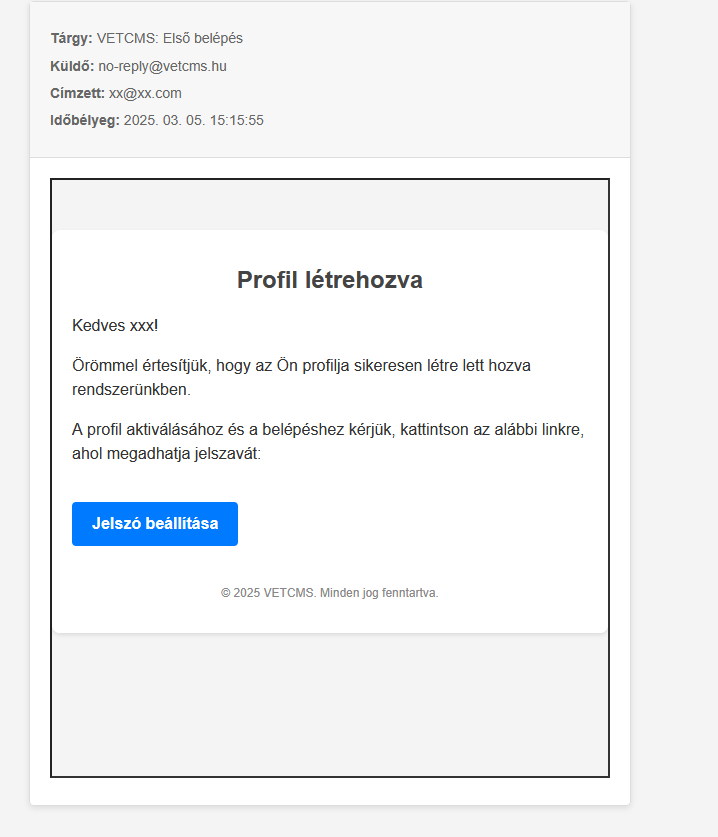 Tárgy: VETCMS: Első belépés
Küldő: no-reply@vetcms.hu
Címzett: xx@xx.com
Időbélyeg: 2025. 03. 05. 15:15:55
Profil létrehozva
Kedves xxx!
Örömmel értesítjük, hogy az Ön profilja sikeresen létre lett hozva
rendszerünkben.
A profil aktiválásához és a belépéshez kérjük, kattintson az alábbi linkre,
ahol megadhatja jelszavát:
Jelszó beállítása
© 2025 VETCMS. Minden jog fenntartva.